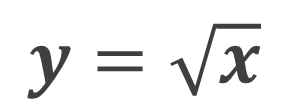 y = √x